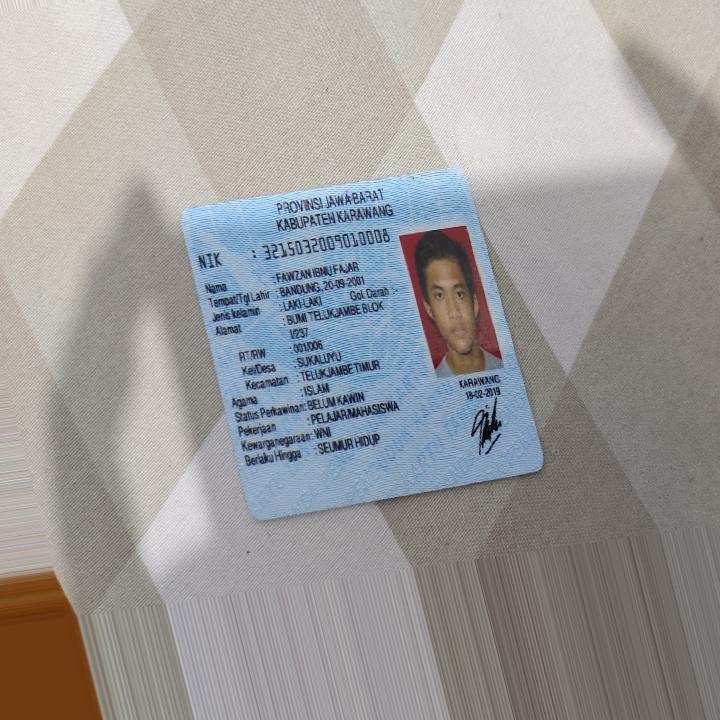 PROVINSI JAWA BARAT
KABUPATEN KARAWANG
NIK : 3215032009010008
Nama : FAWZAN IBNU FAJAR
Tempat/Tgl Lahir : BANDUNG, 20-09-2001
Jenis kelamin : LAKI-LAKI Gol. Darah :-
Alamat : BUMI TELUKJAMBE BLOK
I/237
RT/RW : 001/006
Kel/Desa : SUKALUYU
Kecamatan : TELUKJAMBE TIMUR
Agama : ISLAM
Status Perkawinan: BELUM KAWIN
Pekerjaan : PELAJAR/MAHASISWA
Kewarganegaraan: WNI
Berlaku Hingga : SEUMUR HIDUP
KARAWANG
18-02-2019